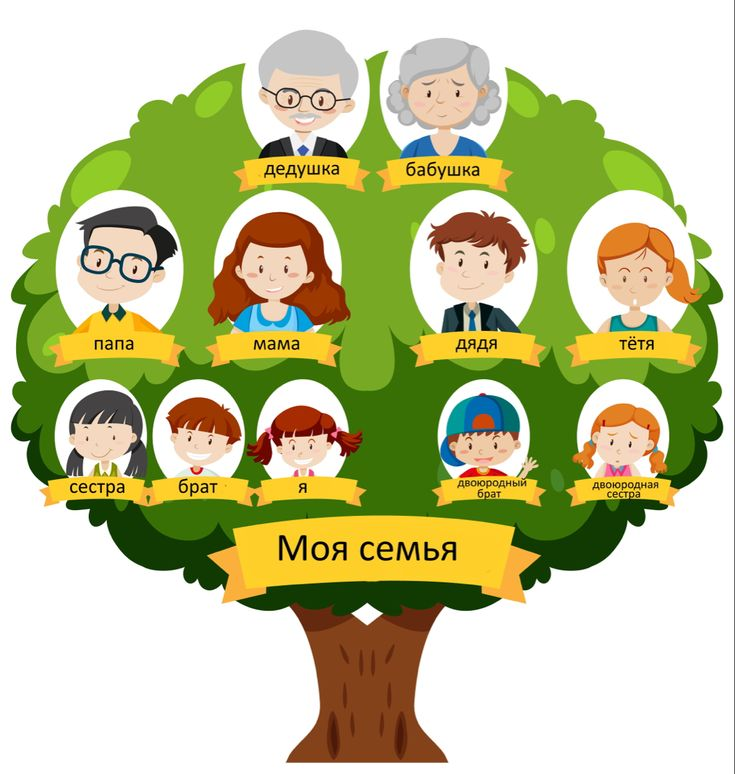 дедушка
бабушка
папа
мама
дядя
тётя
сестра
брат
я
двоюродный
брат
двоюродная
сестра
Моя семья